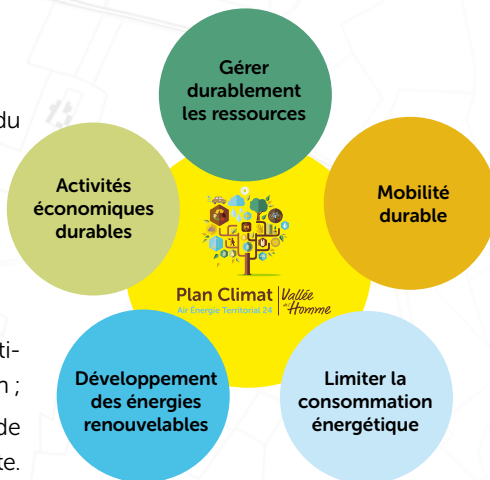 du
Gérer
durablement
les ressources
Activités
économiques
durables
Mobilité
durable
Plan Climat | Vallée de l'Homme
Air Énergie Territorial 24
ti-
n ;
de
te.
Développement
des énergies
renouvelables
Limiter la
consommation
énergétique